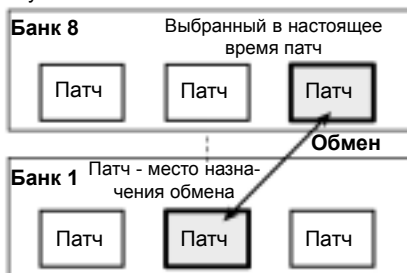 Банк 8
Выбранный в настоящее
время патч
Патч Патч Патч
Обмен
Банк 1
Патч - место назна-
чения обмена
Патч Патч Патч